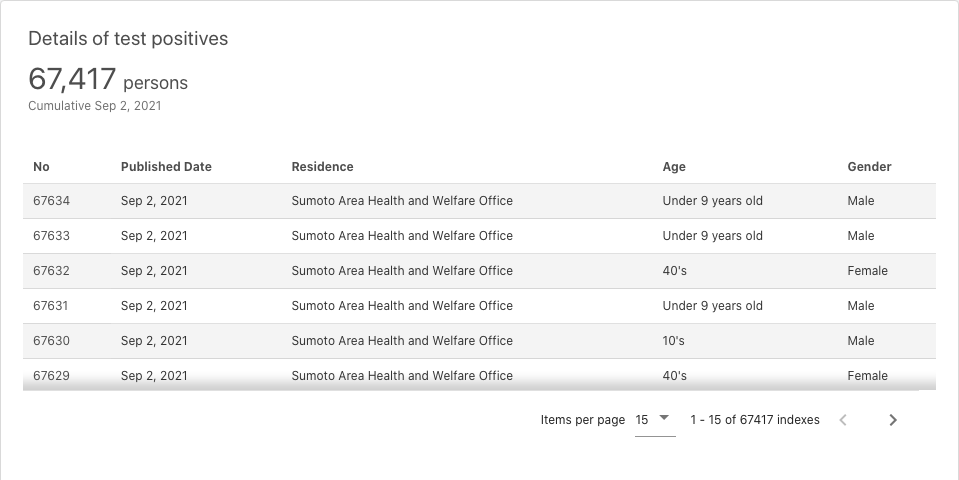 Details of test positives
67,417 persons
Cumulative Sep 2, 2021
No Published Date Residence Age Gender
67634 Sep 2, 2021 Sumoto Area Health and Welfare Office Under 9 years old Male
67633 Sep 2, 2021 Sumoto Area Health and Welfare Office Under 9 years old Male
67632 Sep 2, 2021 Sumoto Area Health and Welfare Office 40's Female
67631 Sep 2, 2021 Sumoto Area Health and Welfare Office Under 9 years old Male
67630 Sep 2, 2021 Sumoto Area Health and Welfare Office 10's Male
67629 Sep 2, 2021 Sumoto Area Health and Welfare Office 40's Female
Items per page 15 1 - 15 of 67417 indexes